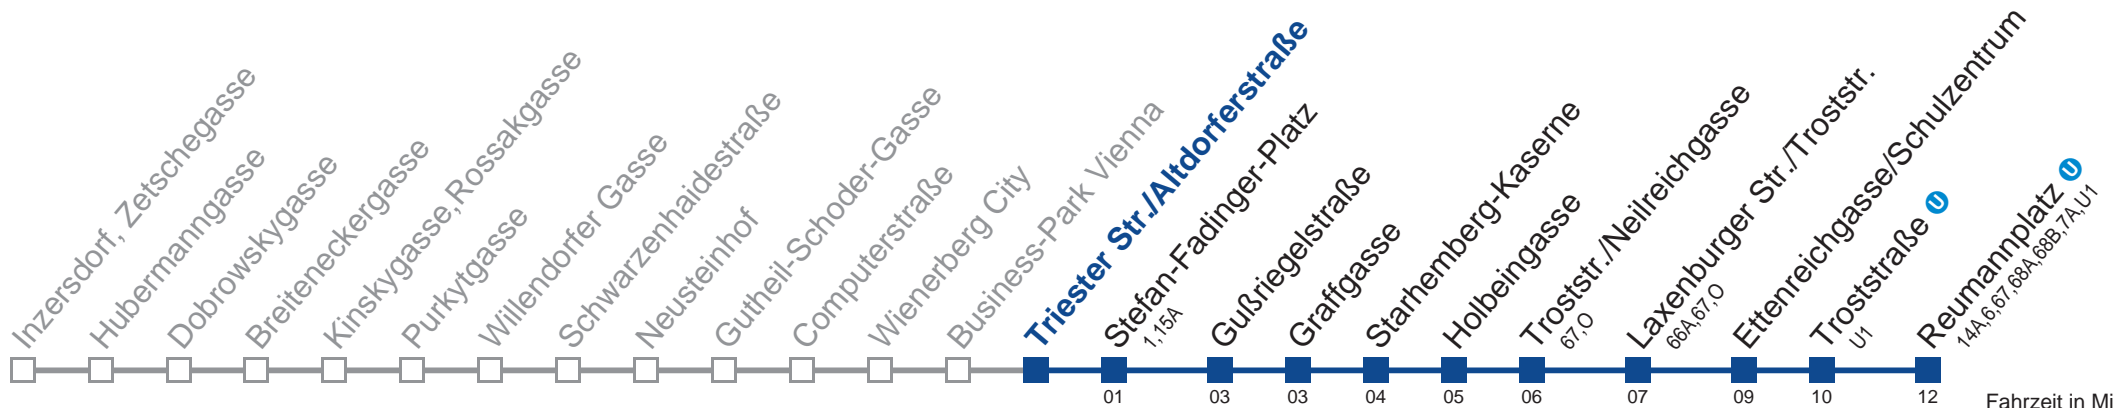 Inzersdorf, Zetschegasse
Hubermanngasse
Dobrowskygasse
Breiteneckergasse
Kinskygasse,Rossakgasse
Purkytgasse
Willendorfer Gasse
Schwarzenhaidestraße
Neusteinhof
Gutheil-Schoder-Gasse
Computerstraße
Wienerberg City
Business-Park Vienna
Triester Str./Altdorferstraße
Stefan-Fadinger-Platz
1,15A
Gußriegelstraße
Graffgasse
Starhemberg-Kaserne
Holbeingasse
Troststr./Neilreichgasse
67,O
Laxenburger Str./Troststr.
66A,67,O
Ettenreichgasse/Schulzentrum
Troststraße U
U1
Reumannplatz U
14A,6,67,68A,68B,7A,U1
01 03 03 04 05 06 07 09 10 12
Fahrzeit in Mi